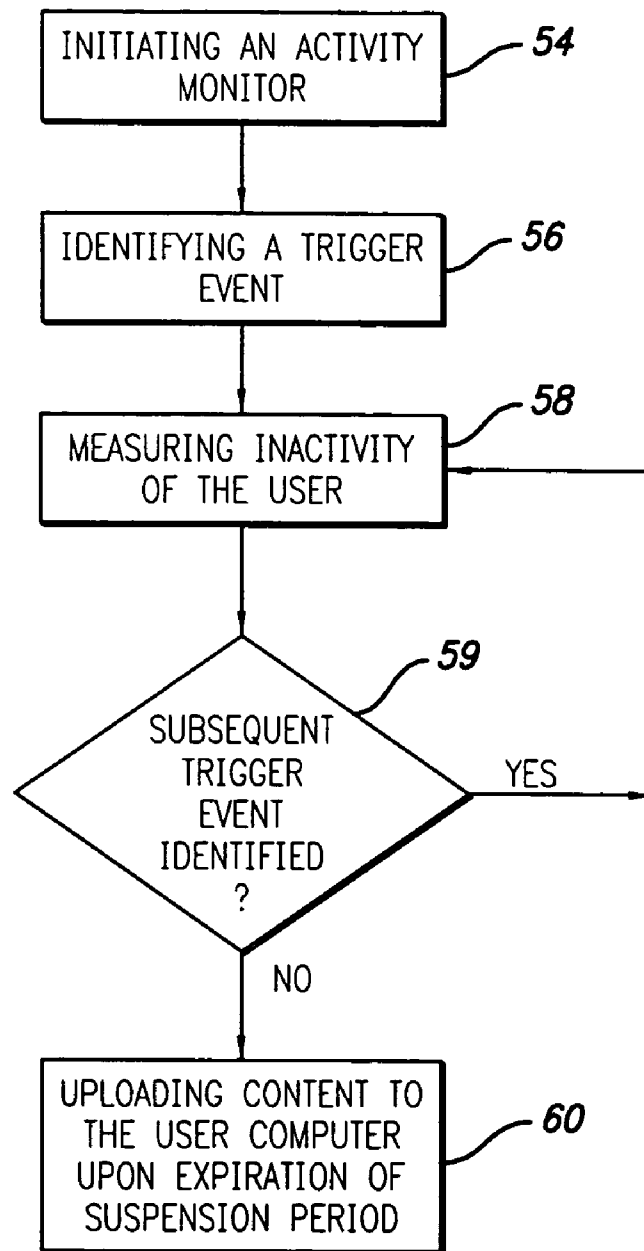 INITIATING AN ACTIVITY
MONITOR
54
IDENTIFYING A TRIGGER
EVENT
56
MEASURING INACTIVITY
OF THE USER
58
SUBSEQUENT
TRIGGER
EVENT
IDENTIFIED
?
59
YES
NO
UPLOADING CONTENT TO
THE USER COMPUTER
UPON EXPIRATION OF
SUSPENSION PERIOD
60